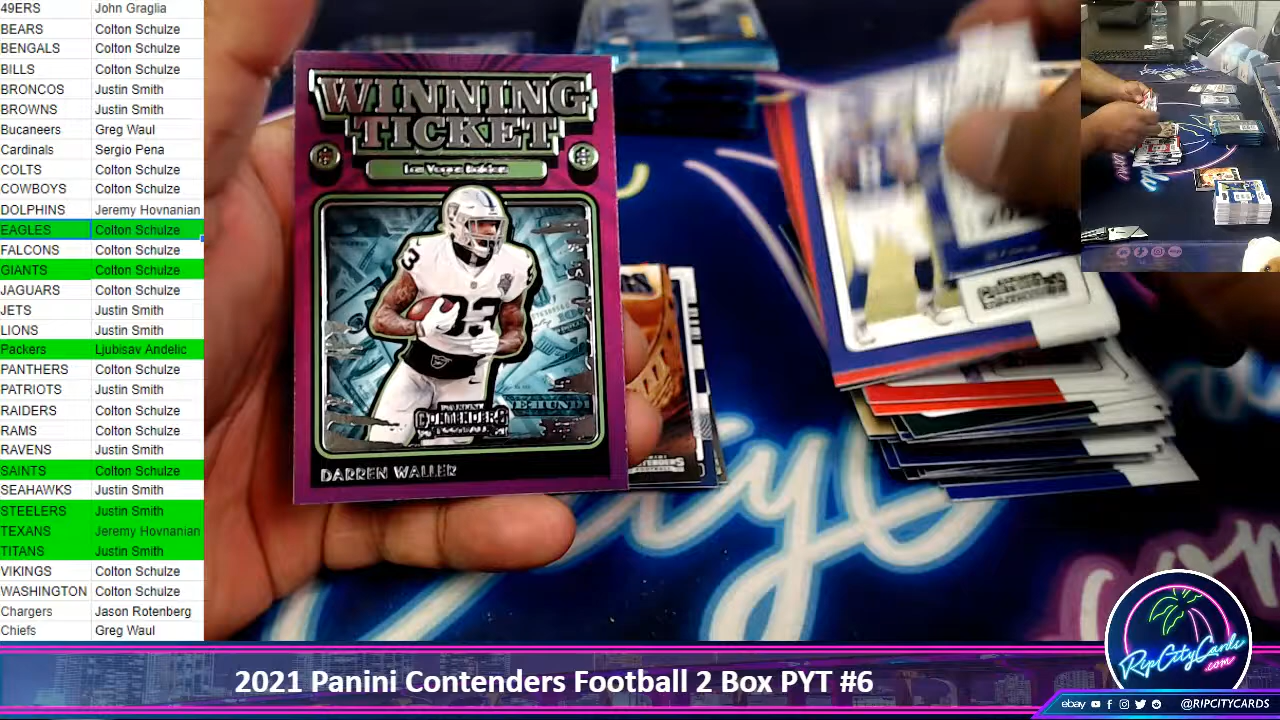 49ERS John Graglia
BEARS Colton Schulze
BENGALS Colton Schulze
BILLS Colton Schulze
BRONCOS Justin Smith
BROWNS Justin Smith
Bucaneers Greg Waul
Cardinals Sergio Pena
COLTS Colton Schulze
COWBOYS Colton Schulze
DOLPHINS Jeremy Hovnanian
EAGLES Colton Schulze
FALCONS Colton Schulze
GIANTS Colton Schulze
JAGUARS Colton Schulze
JETS Justin Smith
LIONS Justin Smith
Packers Ljubisav Andelic
PANTHERS Colton Schulze
PATRIOTS Justin Smith
RAIDERS Colton Schulze
RAMS Colton Schulze
RAVENS Justin Smith
SAINTS Colton Schulze
SEAHAWKS Justin Smith
STEELERS Justin Smith
TEXANS Jeremy Hovnanian
TITANS Justin Smith
VIKINGS Colton Schulze
WASHINGTON Colton Schulze
Chargers Jason Rotenberg
Chiefs Greg Waul
WINNING
TICKET
Las Vegas Raiders
83
PANINI
CONTENDERS
FOOTBALL
DARREN WALLER
RipCityCards
.com
2021 Panini Contenders Football 2 Box PYT #6
ebay @RIPCITYCARDS